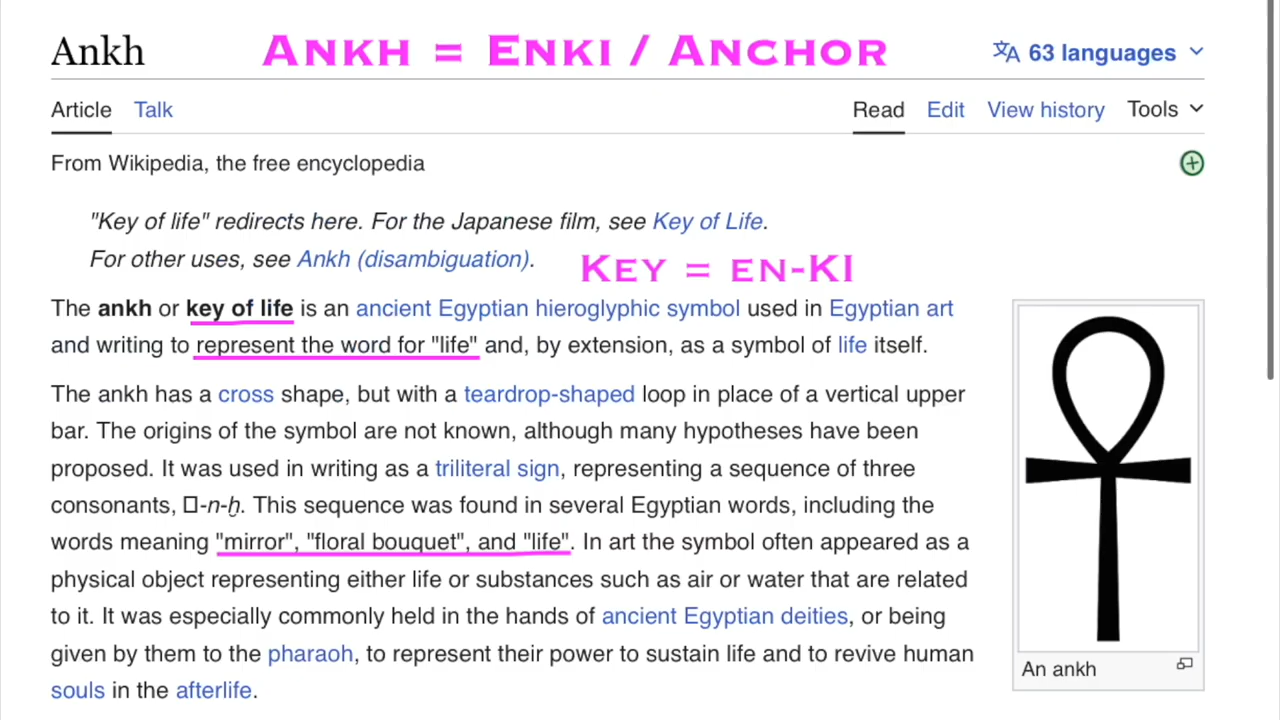 Ankh
ANKH = ENKI / ANCHOR
63 languages
Article Talk Read Edit View history Tools
From Wikipedia, the free encyclopedia
"Key of life" redirects here. For the Japanese film, see Key of Life.
For other uses, see Ankh (disambiguation).
KEY = EN-KI
The ankh or key of life is an ancient Egyptian hieroglyphic symbol used in Egyptian art
and writing to represent the word for "life" and, by extension, as a symbol of life itself.
The ankh has a cross shape, but with a teardrop-shaped loop in place of a vertical upper
bar. The origins of the symbol are not known, although many hypotheses have been
proposed. It was used in writing as a triliteral sign, representing a sequence of three
consonants, □-n-ḫ. This sequence was found in several Egyptian words, including the
words meaning "mirror", "floral bouquet", and "life". In art the symbol often appeared as a
physical object representing either life or substances such as air or water that are related
to it. It was especially commonly held in the hands of ancient Egyptian deities, or being
given by them to the pharaoh, to represent their power to sustain life and to revive human
souls in the afterlife.
An ankh